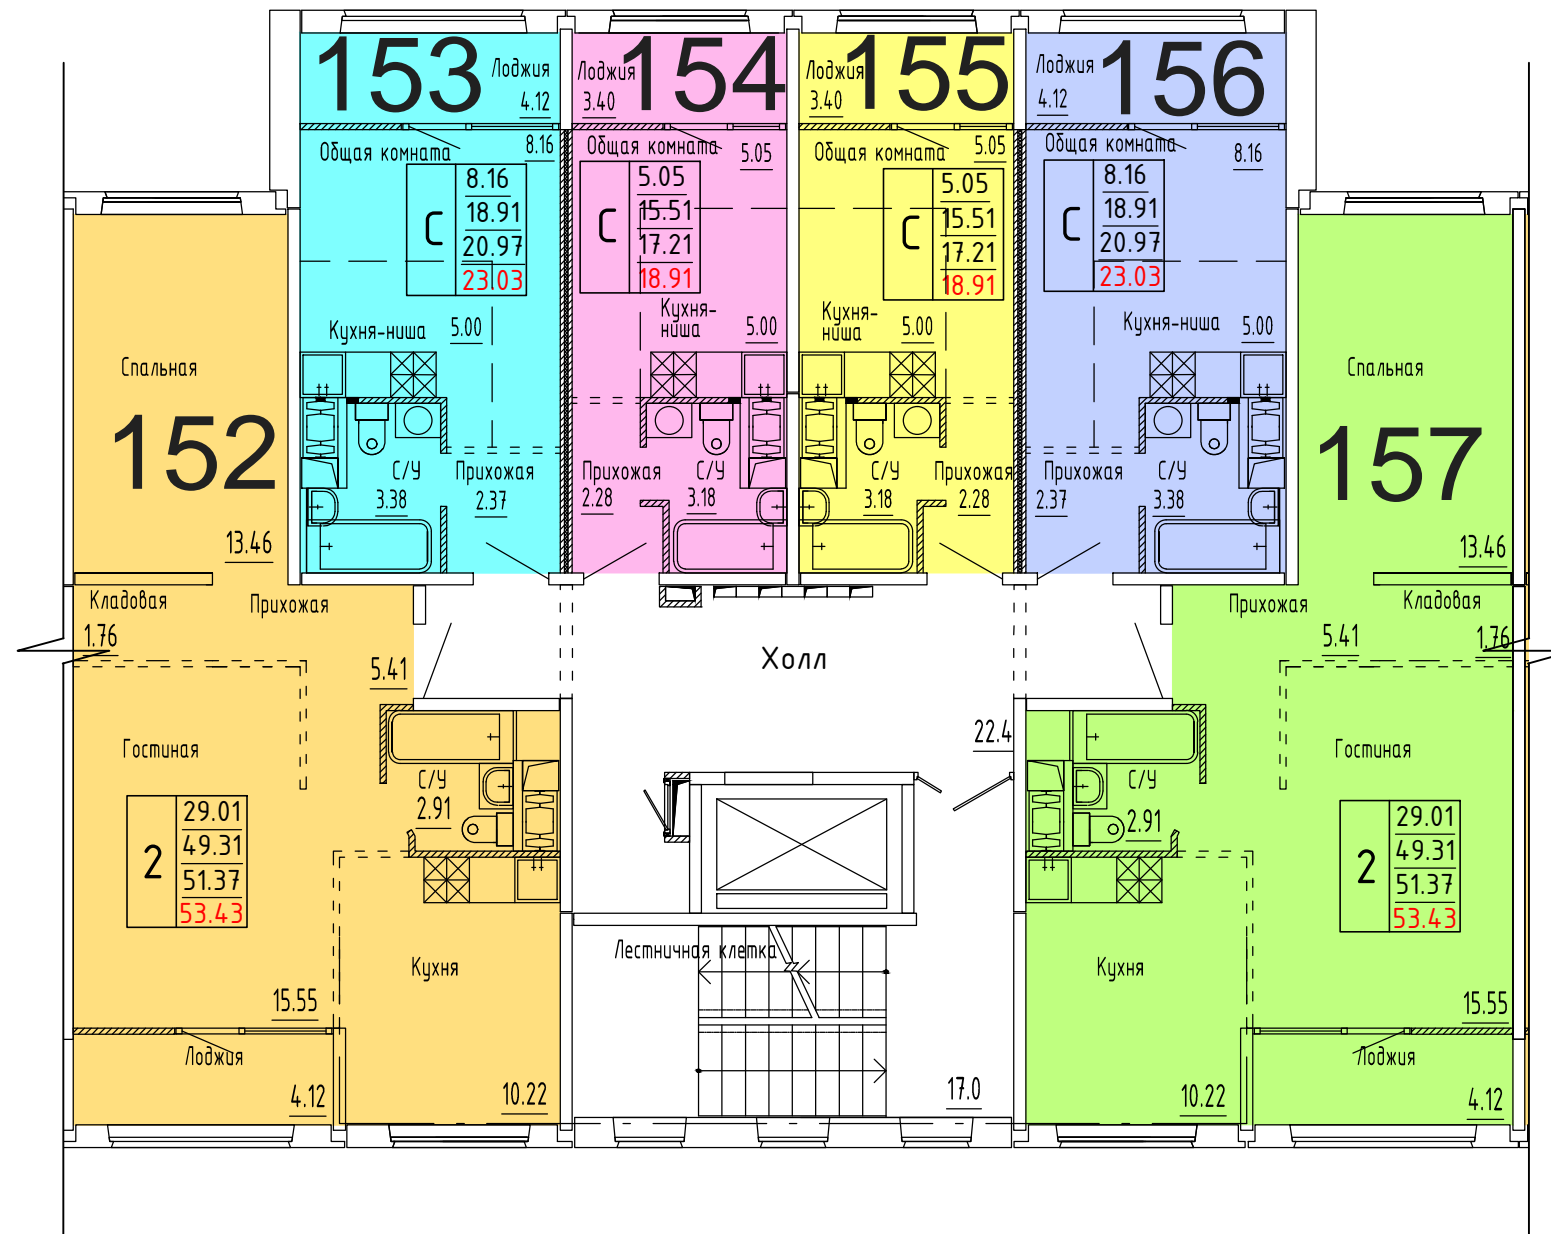 153
Лоджия
4.12
Общая комната
8.16
С
8.16
18.91
20.97
23.03
Кухня-ниша
5.00
С/У
3.38
Прихожая
2.37
154
Лоджия
3.40
Общая комната
5.05
С
5.05
15.51
17.21
18.91
Кухня-
ниша
5.00
Прихожая
2.28
С/У
3.18
155
Лоджия
3.40
Общая комната
5.05
С
5.05
15.51
17.21
18.91
Кухня-
ниша
5.00
С/У
3.18
Прихожая
2.28
156
Лоджия
4.12
Общая комната
8.16
С
8.16
18.91
20.97
23.03
Кухня-ниша
5.00
Прихожая
2.37
С/У
3.38
Спальная
152
13.46
Кладовая
1.76
Прихожая
5.41
Гостиная
С/У
2.91
2
29.01
49.31
51.37
53.43
Кухня
15.55
Лоджия
4.12
10.22
Холл
22.4
Лестничная клетка
17.0
Спальная
157
13.46
Прихожая
Кладовая
5.41
1.76
Гостиная
С/У
2.91
2
29.01
49.31
51.37
53.43
Кухня
15.55
Лоджия
10.22
4.12